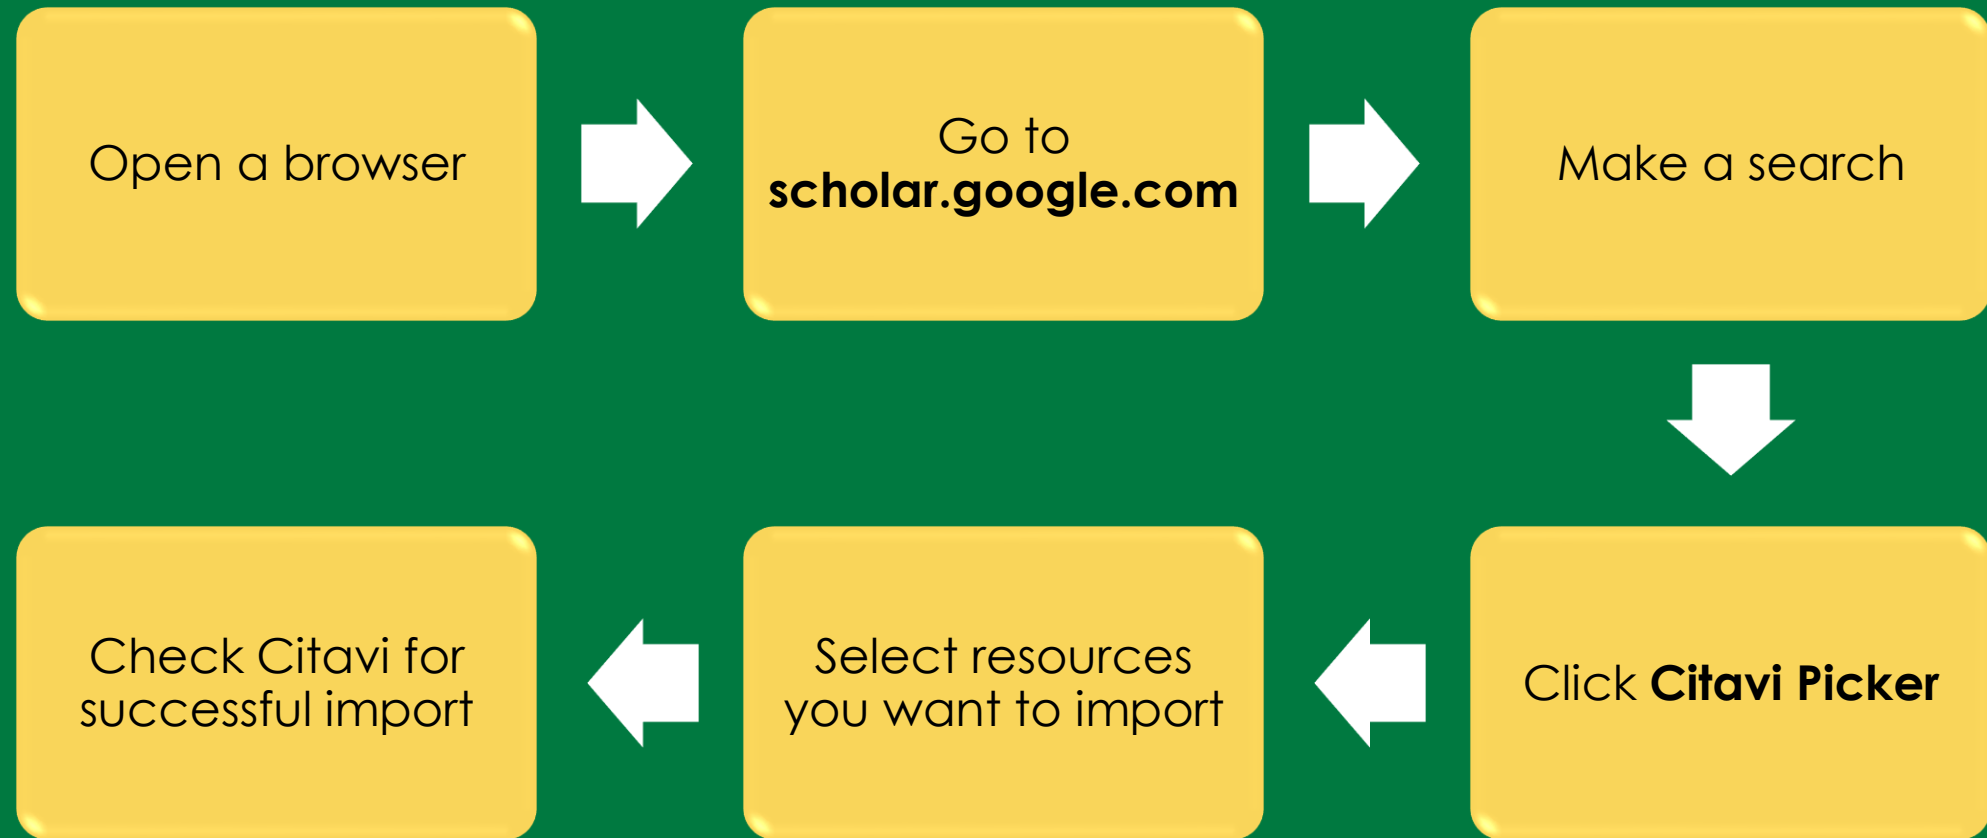 Open a browser
Go to
scholar.google.com
Make a search
Click Citavi Picker
Select resources
you want to import
Check Citavi for
successful import